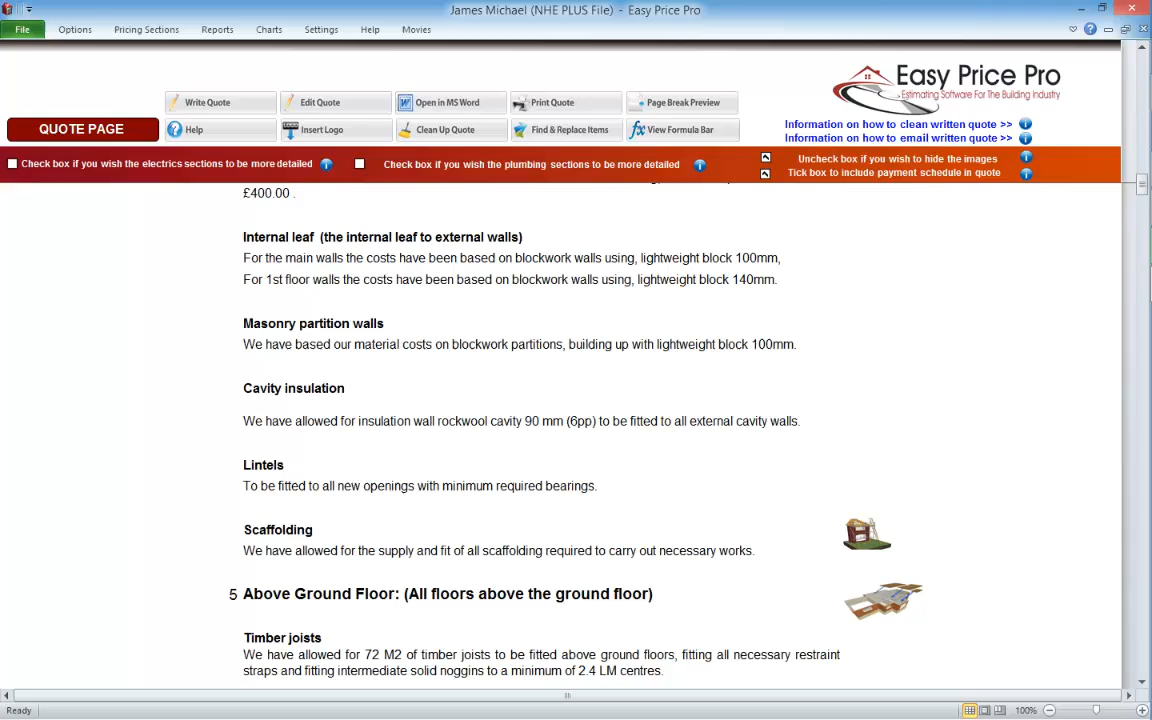 James Michael (NHE PLUS File) - Easy Price Pro
File Options Pricing Sections Reports Charts Settings Help Movies
Easy Price Pro
Estimating Software For The Building Industry
Write Quote Edit Quote Open in MS Word Print Quote Page Break Preview
QUOTE PAGE Help Insert Logo Clean Up Quote Find & Replace Items View Formula Bar
Information on how to clean written quote >>
Information on how to email written quote >>
Check box if you wish the electrics sections to be more detailed Check box if you wish the plumbing sections to be more detailed
Uncheck box if you wish to hide the images
Tick box to include payment schedule in quote
£400.00 .
Internal leaf (the internal leaf to external walls)
For the main walls the costs have been based on blockwork walls using, lightweight block 100mm,
For 1st floor walls the costs have been based on blockwork walls using, lightweight block 140mm.
Masonry partition walls
We have based our material costs on blockwork partitions, building up with lightweight block 100mm.
Cavity insulation
We have allowed for insulation wall rockwool cavity 90 mm (6pp) to be fitted to all external cavity walls.
Lintels
To be fitted to all new openings with minimum required bearings.
Scaffolding
We have allowed for the supply and fit of all scaffolding required to carry out necessary works.
5 Above Ground Floor: (All floors above the ground floor)
Timber joists
We have allowed for 72 M2 of timber joists to be fitted above ground floors, fitting all necessary restraint
straps and fitting intermediate solid noggins to a minimum of 2.4 LM centres.
Ready 100%